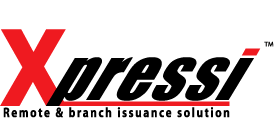 Xpressi™
Remote & branch issuance solution